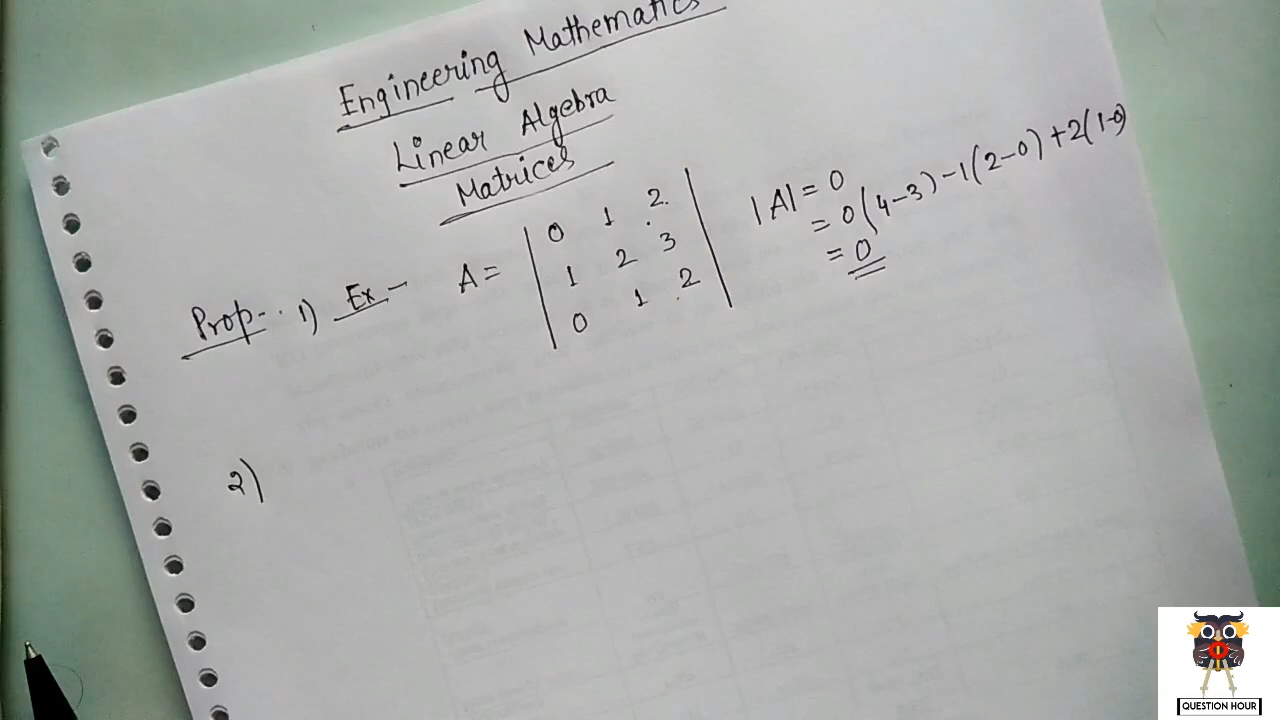 Engineering Mathematics
Linear Algebra
Matrices
Prop-. 1) Ex- A = | 0 1 2 |
| 1 2 3 |
| 0 1 2 |
|A| = 0
= 0(4-3) -1(2-0) +2(1-0)
= 0
2)
QUESTION HOUR